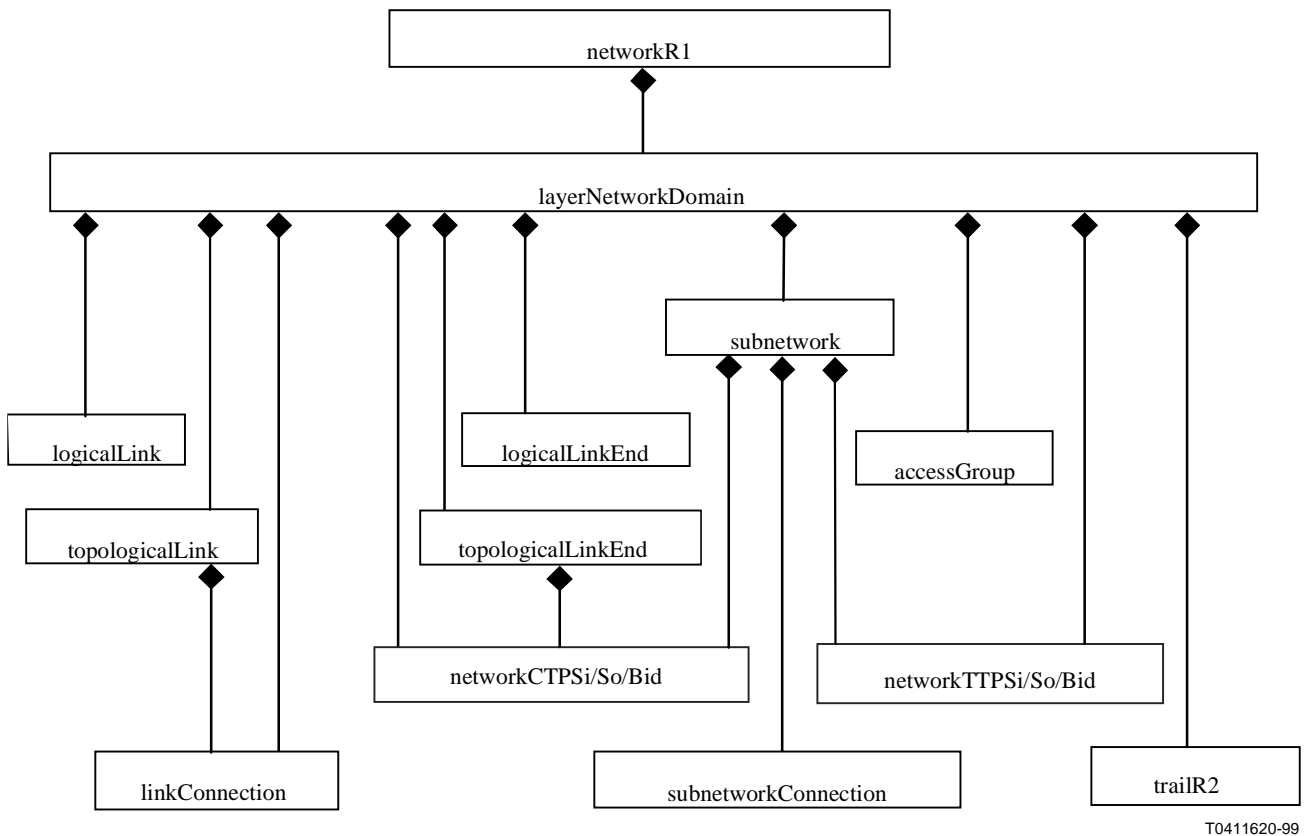 networkR1
layerNetworkDomain
subnetwork
logicalLink
logicalLinkEnd
accessGroup
topologicalLink
topologicalLinkEnd
networkCTPSi/So/Bid
networkTTPSi/So/Bid
linkConnection
subnetworkConnection
trailR2
T0411620-99